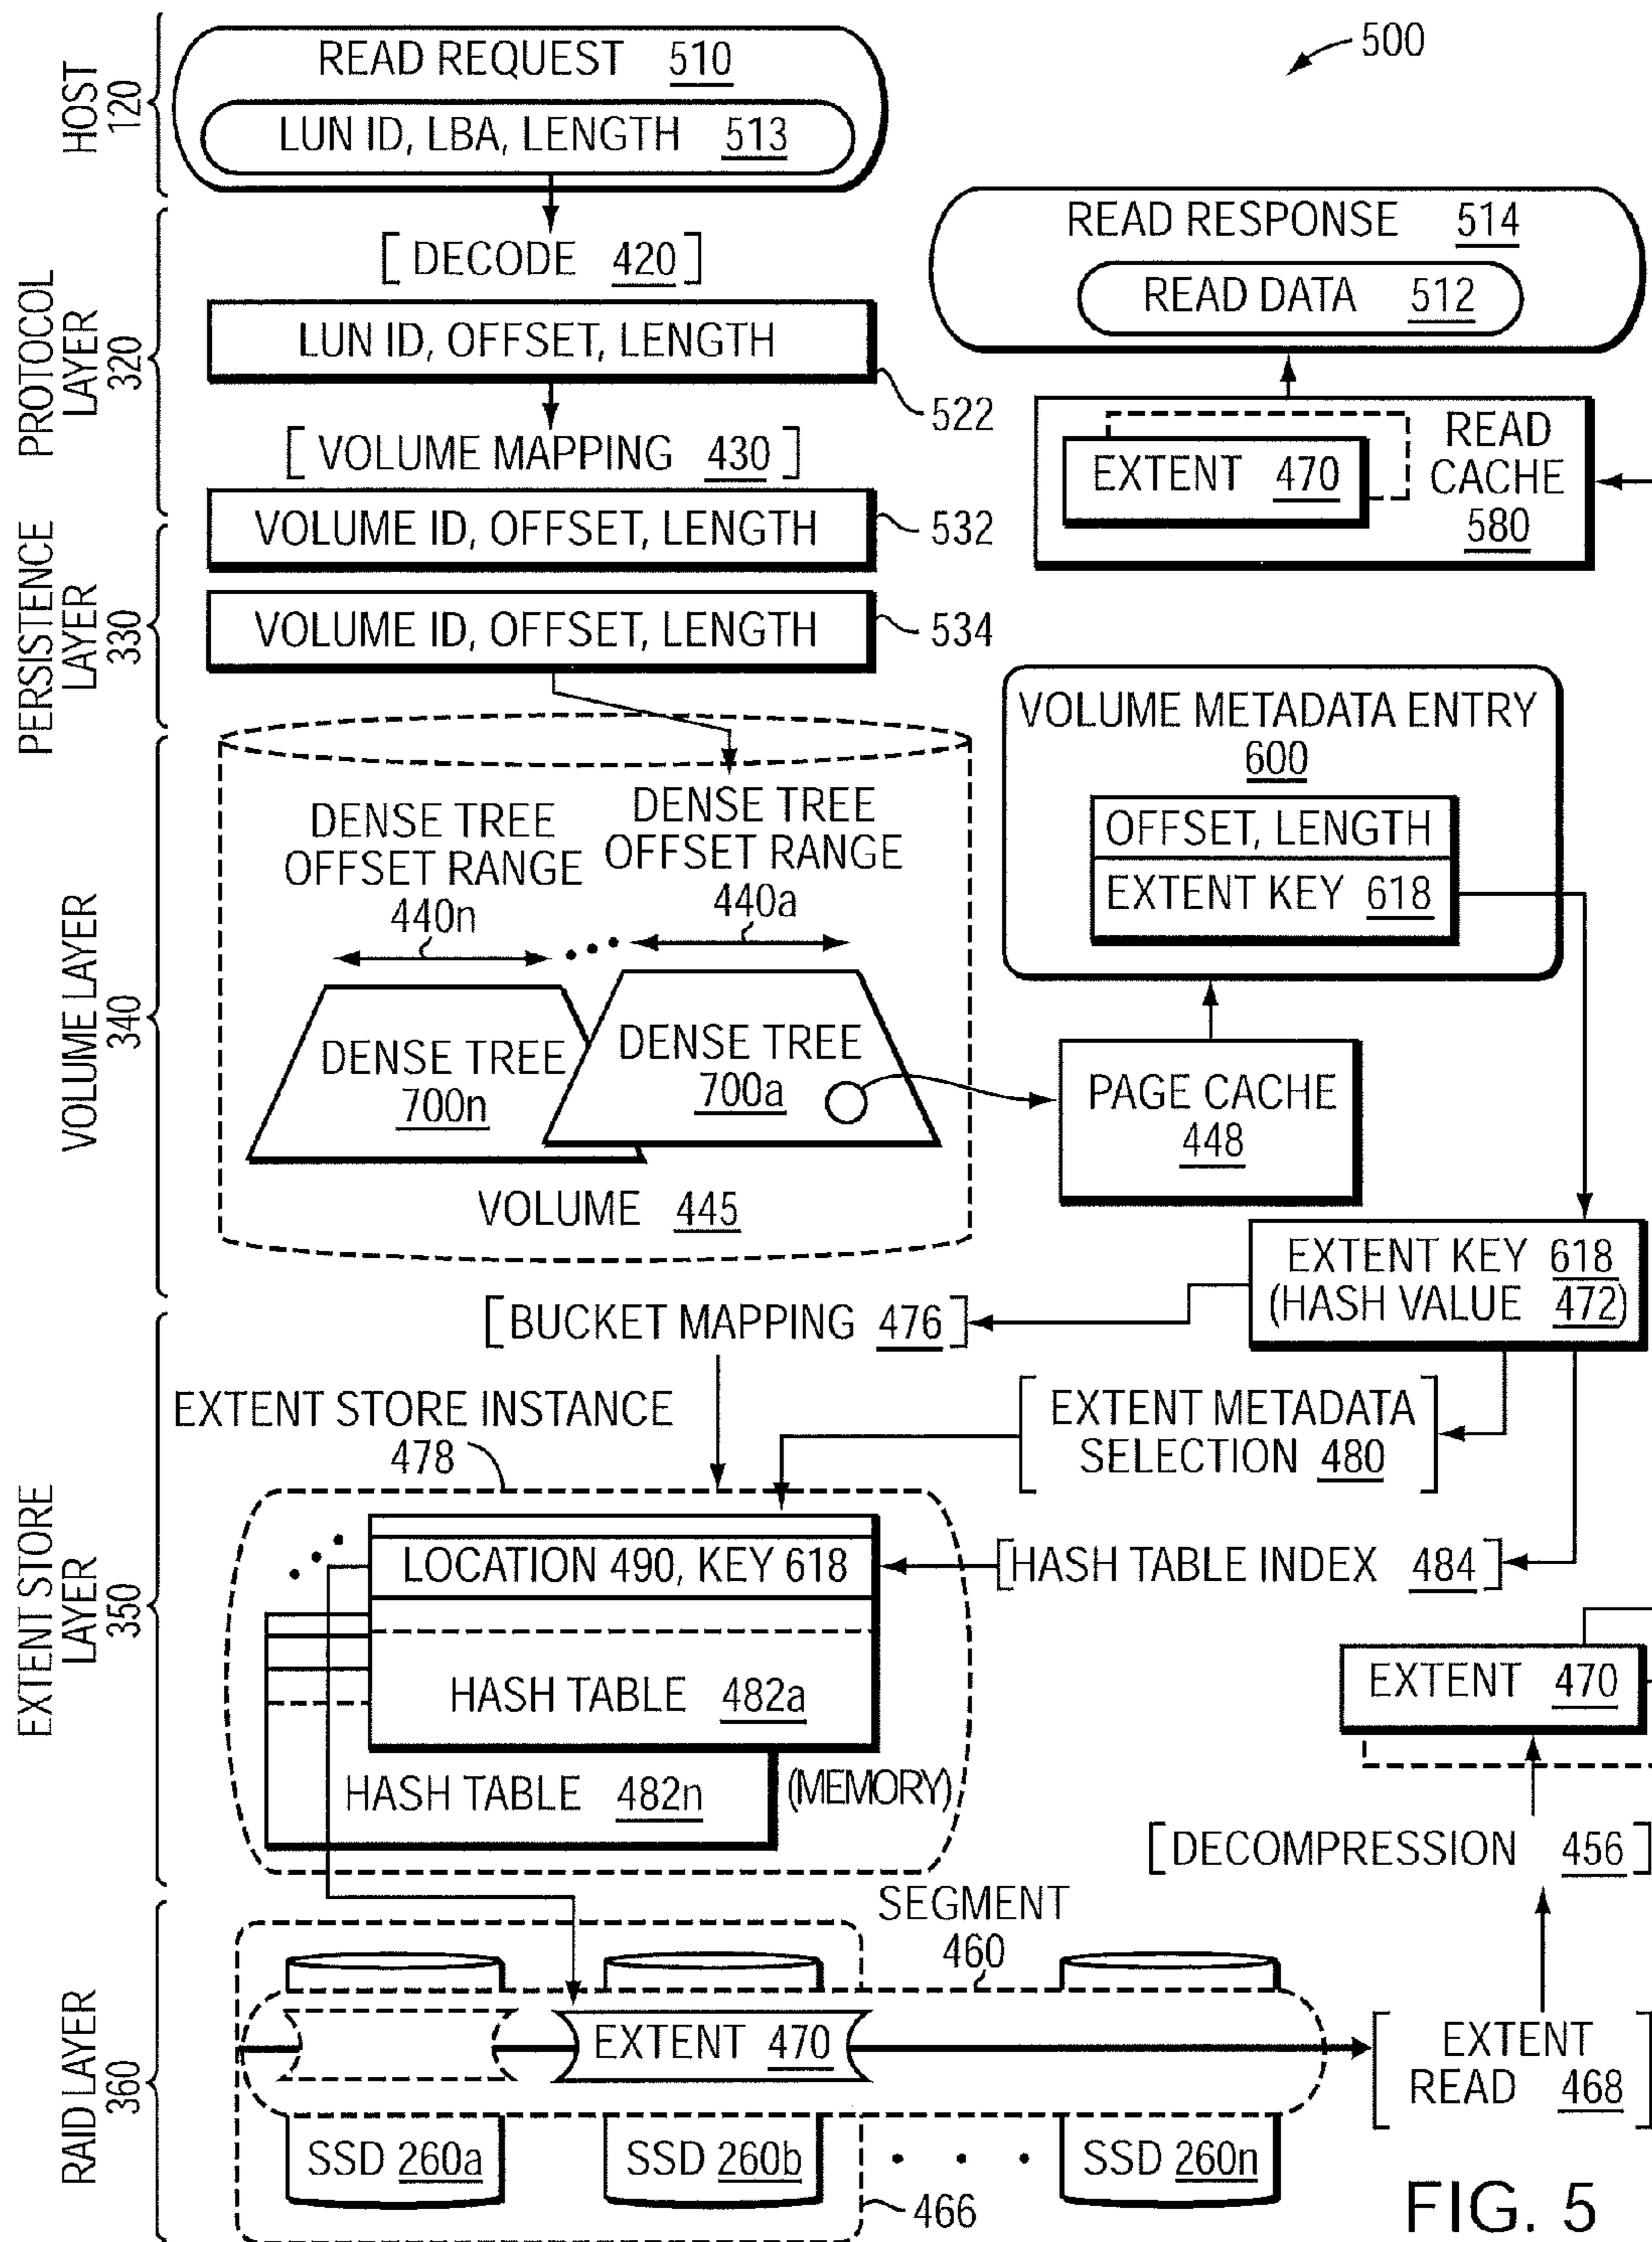 500
HOST
120
READ REQUEST 510
LUN ID, LBA, LENGTH 513
PROTOCOL
LAYER
320
[ DECODE 420 ]
LUN ID, OFFSET, LENGTH
522
[ VOLUME MAPPING 430 ]
VOLUME ID, OFFSET, LENGTH
532
READ RESPONSE 514
READ DATA 512
EXTENT 470
READ
CACHE
580
PERSISTENCE
LAYER
330
VOLUME ID, OFFSET, LENGTH
534
VOLUME LAYER
340
DENSE TREE
OFFSET RANGE
440n
DENSE TREE
OFFSET RANGE
440a
DENSE TREE
700n
DENSE TREE
700a
VOLUME 445
VOLUME METADATA ENTRY
600
OFFSET, LENGTH
EXTENT KEY 618
PAGE CACHE
448
EXTENT KEY 618
(HASH VALUE 472)
EXTENT STORE
LAYER
350
[BUCKET MAPPING 476]
EXTENT STORE INSTANCE
478
[EXTENT METADATA
SELECTION 480]
LOCATION 490, KEY 618
[HASH TABLE INDEX 484]
HASH TABLE 482a
HASH TABLE 482n
(MEMORY)
EXTENT 470
[DECOMPRESSION 456]
RAID LAYER
360
SEGMENT
460
EXTENT 470
[EXTENT
READ 468]
SSD 260a
SSD 260b
. . .
SSD 260n
466
FIG. 5